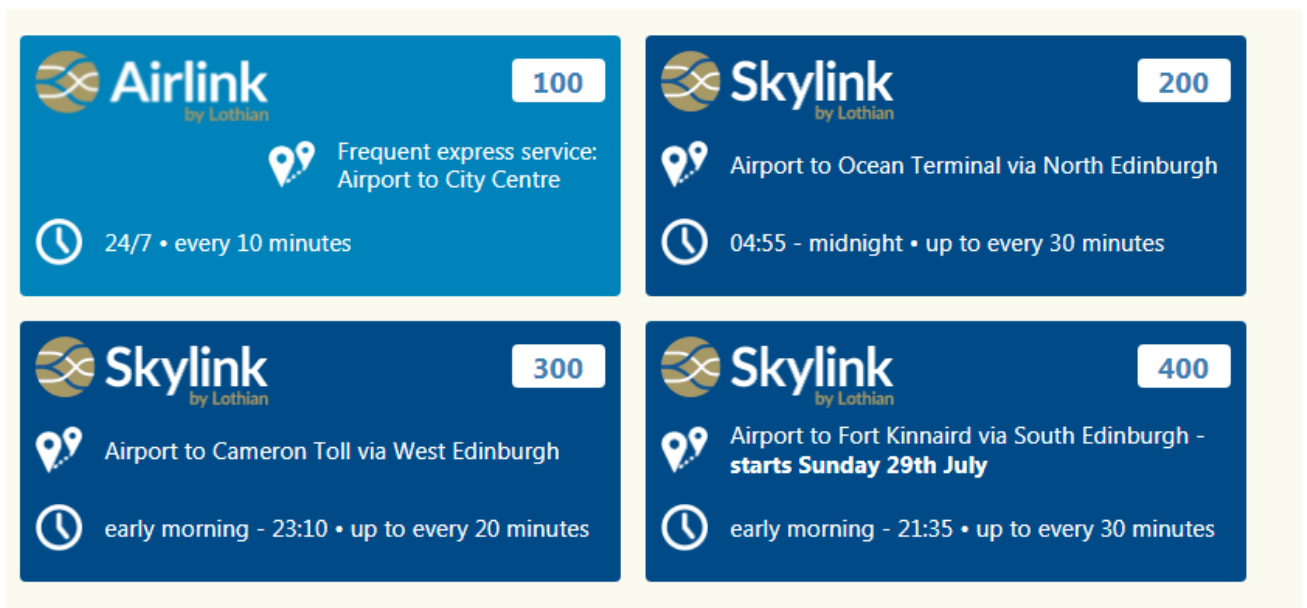 Airlink
by Lothian
100
Frequent express service:
Airport to City Centre
24/7 • every 10 minutes
Skylink
by Lothian
200
Airport to Ocean Terminal via North Edinburgh
04:55 - midnight • up to every 30 minutes
Skylink
by Lothian
300
Airport to Cameron Toll via West Edinburgh
early morning - 23:10 • up to every 20 minutes
Skylink
by Lothian
400
Airport to Fort Kinnaird via South Edinburgh -
starts Sunday 29th July
early morning - 21:35 • up to every 30 minutes